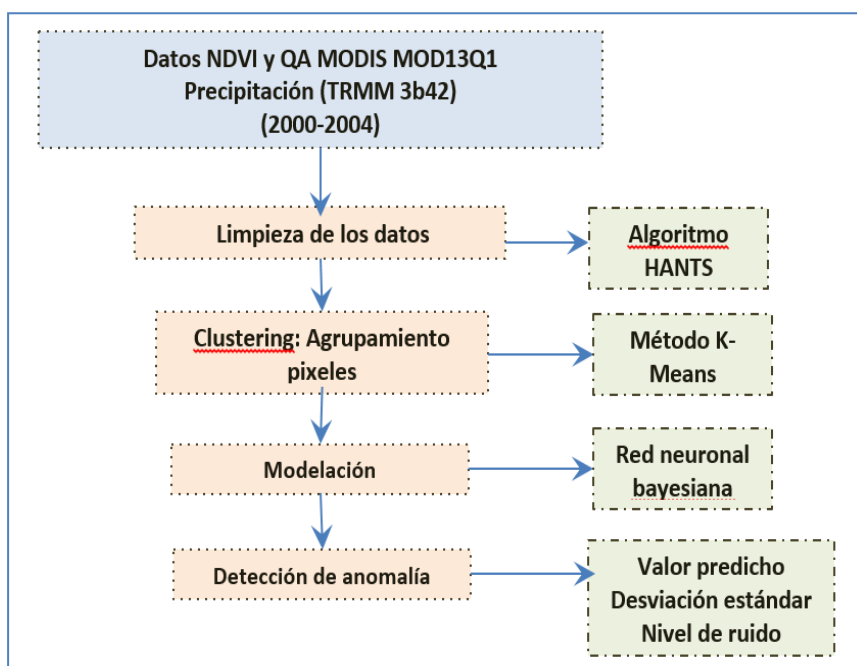 Datos NDVI y QA MODIS MOD13Q1
Precipitación (TRMM 3b42)
(2000-2004)
Limpieza de los datos
Algoritmo
HANTS
Clustering: Agrupamiento
pixeles
Método K-
Means
Modelación
Red neuronal
bayesiana
Detección de anomalía
Valor predicho
Desviación estándar
Nivel de ruido